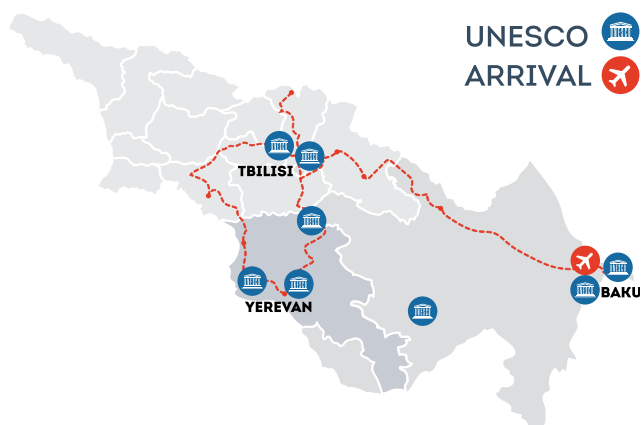 UNESCO
ARRIVAL
TBILISI
BAKU
YEREVAN